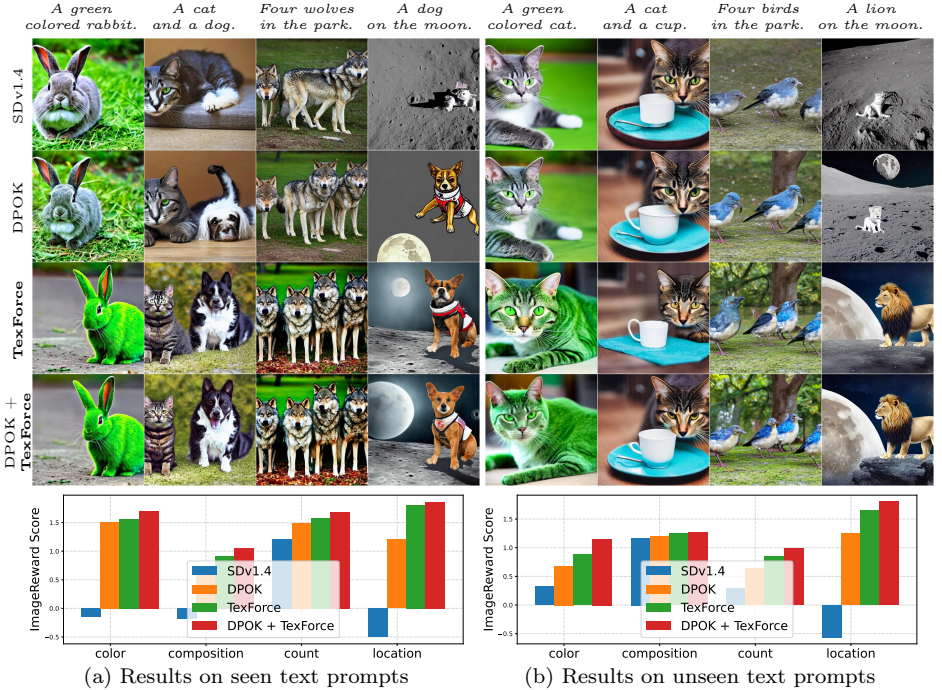 A green
colored rabbit.
A cat
and a dog.
Four wolves
in the park.
A dog
on the moon.
A green
colored cat.
A cat
and a cup.
Four birds
in the park.
A lion
on the moon.
SDv1.4
DPOK
TexForce
DPOK +
TexForce
ImageReward Score
1.5
1.0
0.5
0.0
−0.5
SDv1.4
DPOK
TexForce
DPOK + TexForce
color
composition
count
location
(a) Results on seen text prompts
ImageReward Score
1.5
1.0
0.5
0.0
−0.5
SDv1.4
DPOK
TexForce
DPOK + TexForce
color
composition
count
location
(b) Results on unseen text prompts